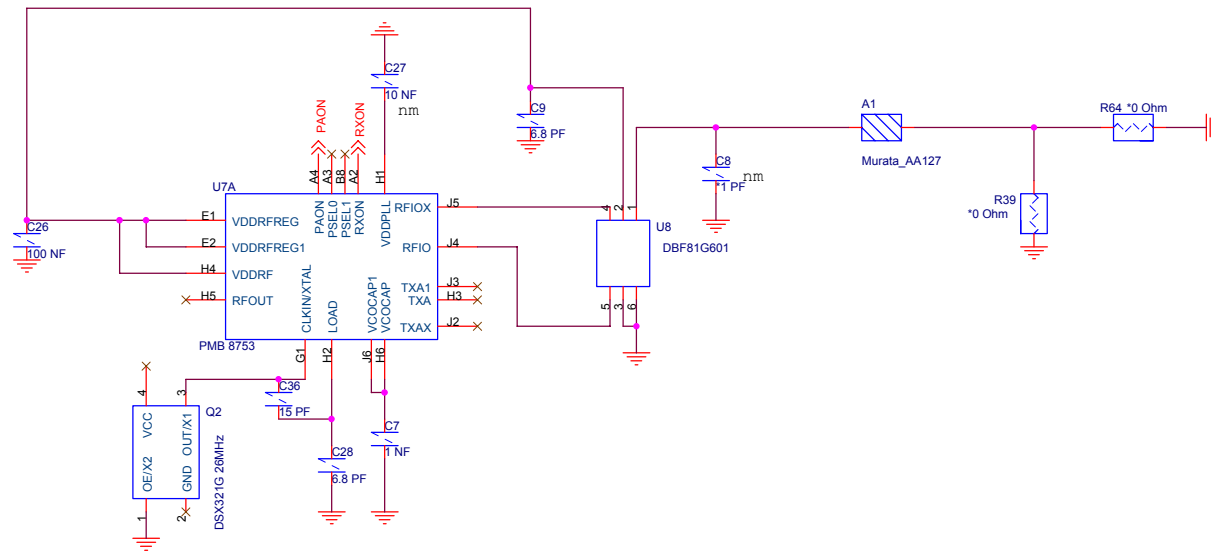 C27
10 NF
nm
C9
6.8 PF
A1
Murata_AA127
R64 *0 Ohm
PAON
RXON
A4
A3
B8
A2
H1
U7A
PAON
PSEL0
PSEL1
RXON
VDDPLL
C8
nm
*1 PF
R39
*0 Ohm
E1
VDDRFREG
RFIOX
J5
4
2
1
U8
DBF81G601
C26
100 NF
E2
VDDRFREG1
RFIO
J4
H4
VDDRF
H5
RFOUT
TXA1
J3
TXA
H3
TXAX
J2
5
3
6
CLKIN/XTAL
LOAD
VCOCAP1
VCOCAP
PMB 8753
G1
H2
J6
H6
C36
15 PF
4
3
VCC
OUT/X1
Q2
OE/X2
GND
DSX321G 26MHz
1
2
C7
1 NF
C28
6.8 PF